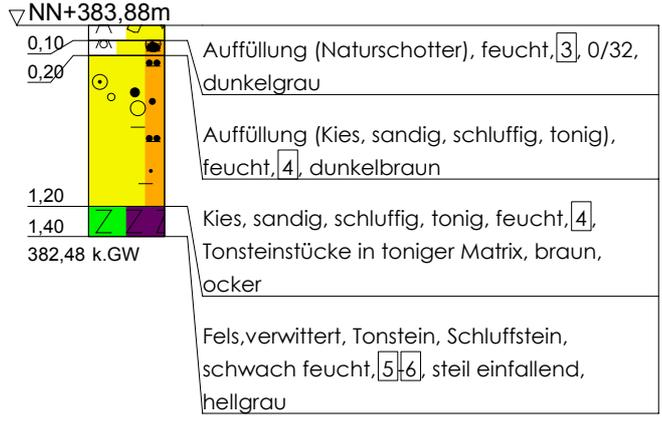 NN+383,88m
0,10
0,20
Auffüllung (Naturschotter), feucht, 3, 0/32,
dunkelgrau
Auffüllung (Kies, sandig, schluffig, tonig),
feucht, 4, dunkelbraun
1,20
1,40
382,48 k.GW
Kies, sandig, schluffig, tonig, feucht, 4,
Tonsteinstücke in toniger Matrix, braun,
ocker
Fels,verwittert, Tonstein, Schluffstein,
schwach feucht, 5-6, steil einfallend,
hellgrau
Z Z Z